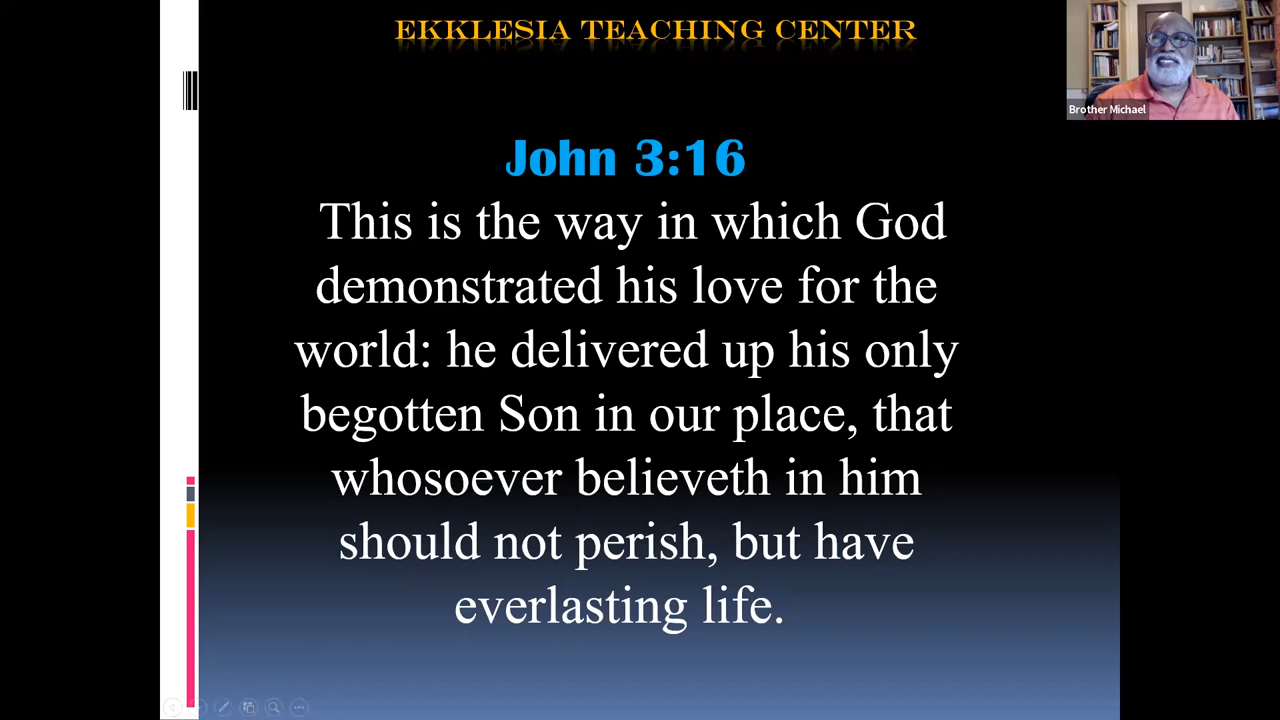 EKKLESIA TEACHING CENTER
Brother Michael
John 3:16
This is the way in which God
demonstrated his love for the
world: he delivered up his only
begotten Son in our place, that
whosoever believeth in him
should not perish, but have
everlasting life.